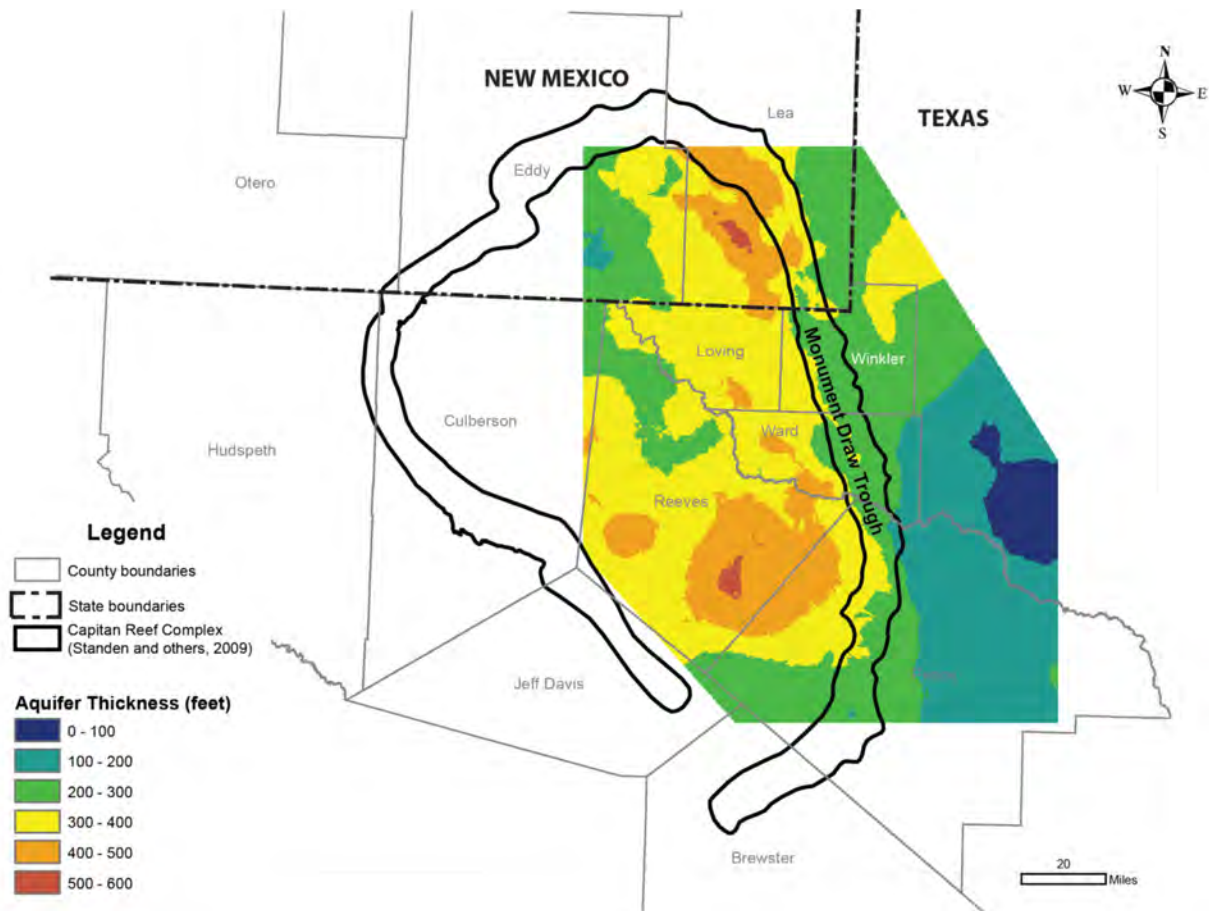 N
W
E
S
NEW MEXICO
TEXAS
Lea
Eddy
Otero
Loving
Winkler
Monument Draw Trough
Culberson
Ward
Hudspeth
Reeves
Jeff Davis
Brewster
Legend
County boundaries
State boundaries
Capitan Reef Complex
(Standen and others, 2009)
Aquifer Thickness (feet)
0 - 100
100 - 200
200 - 300
300 - 400
400 - 500
500 - 600
20
Miles